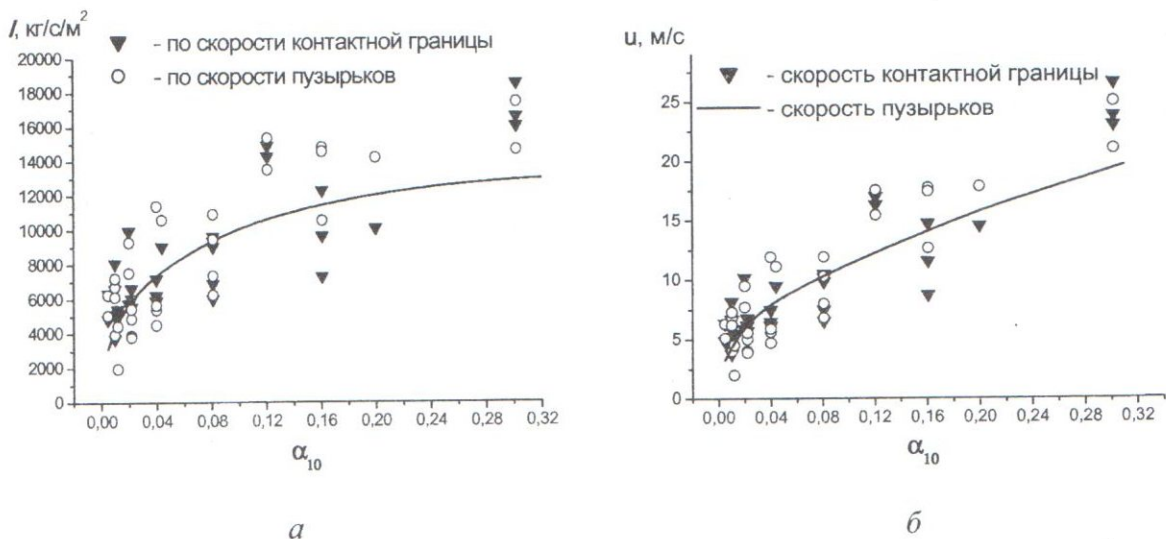 I, кг/с/м²
▼ - по скорости контактной границы
○ - по скорости пузырьков
20000
18000
16000
14000
12000
10000
8000
6000
4000
2000
0
0,00 0,04 0,08 0,12 0,16 0,20 0,24 0,28 0,32
α₁₀
а
u, м/с
▼ - скорость контактной границы
— - скорость пузырьков
25
20
15
10
5
0
0,00 0,04 0,08 0,12 0,16 0,20 0,24 0,28 0,32
α₁₀
б